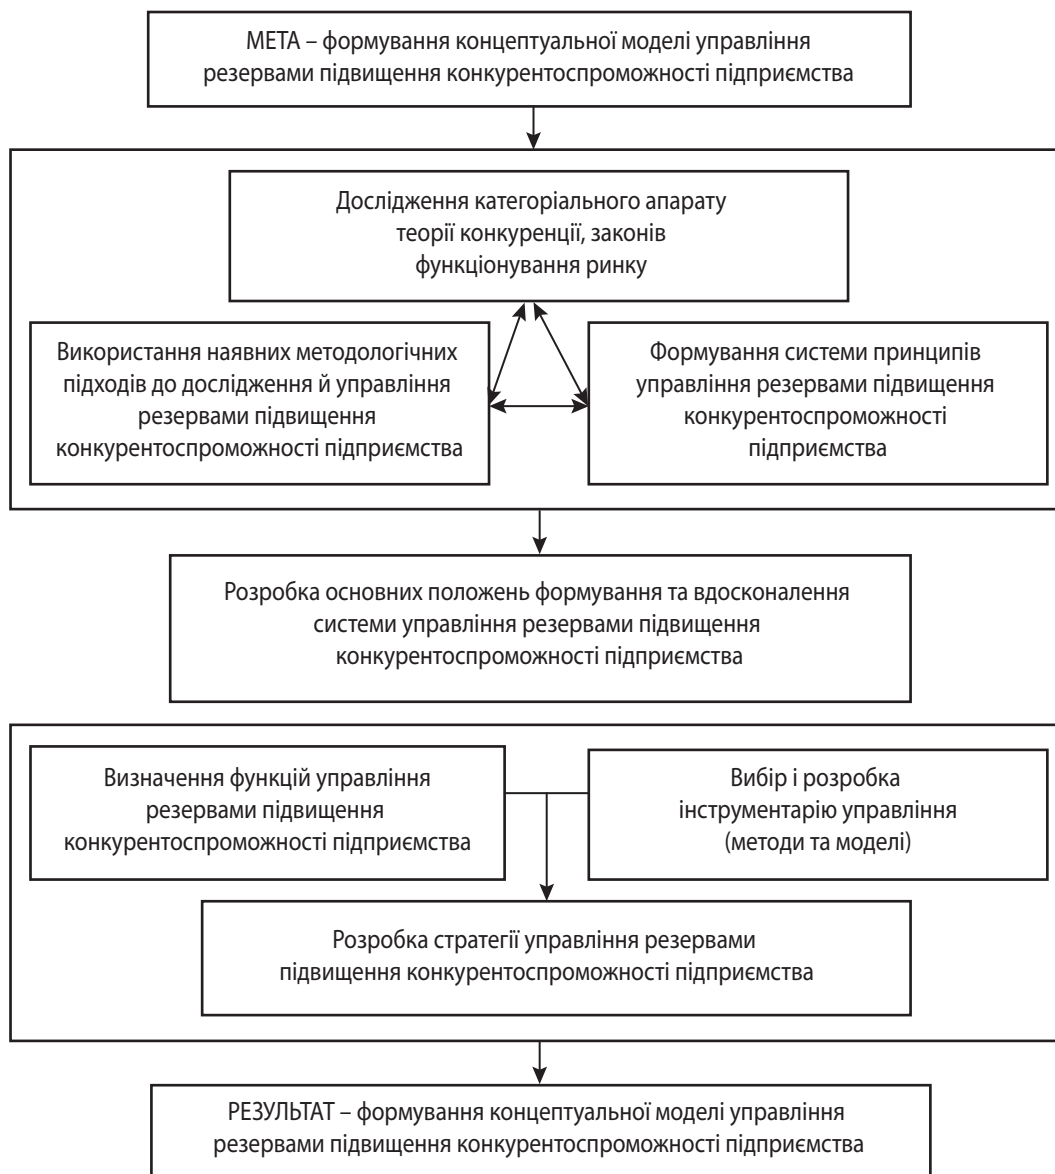 МЕТА – формування концептуальної моделі управління
резервами підвищення конкурентоспроможності підприємства
Дослідження категоріального апарату
теорії конкуренції, законів
функціонування ринку
Використання наявних методологічних
підходів до дослідження й управління
резервами підвищення
конкурентоспроможності підприємства
Формування системи принципів
управління резервами підвищення
конкурентоспроможності
підприємства
Розробка основних положень формування та вдосконалення
системи управління резервами підвищення
конкурентоспроможності підприємства
Визначення функцій управління
резервами підвищення
конкурентоспроможності підприємства
Вибір і розробка
інструментарію управління
(методи та моделі)
Розробка стратегії управління резервами
підвищення конкурентоспроможності підприємства
РЕЗУЛЬТАТ – формування концептуальної моделі управління
резервами підвищення конкурентоспроможності підприємства